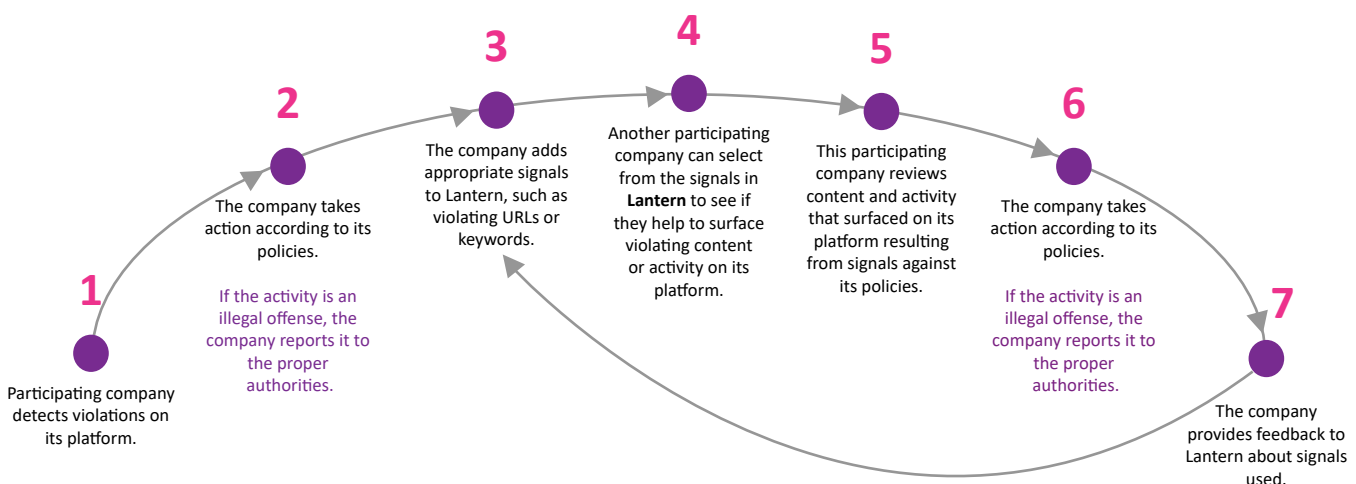 1
Participating company
detects violations on
its platform.
2
The company takes
action according to its
policies.
If the activity is an
illegal offense, the
company reports it to
the proper
authorities.
3
The company adds
appropriate signals
to Lantern, such as
violating URLs or
keywords.
4
Another participating
company can select
from the signals in
Lantern to see if
they help to surface
violating content
or activity on its
platform.
5
This participating
company reviews
content and activity
that surfaced on its
platform resulting
from signals against
its policies.
6
The company takes
action according to its
policies.
If the activity is an
illegal offense, the
company reports it to
the proper
authorities.
7
The company
provides feedback to
Lantern about signals
used.